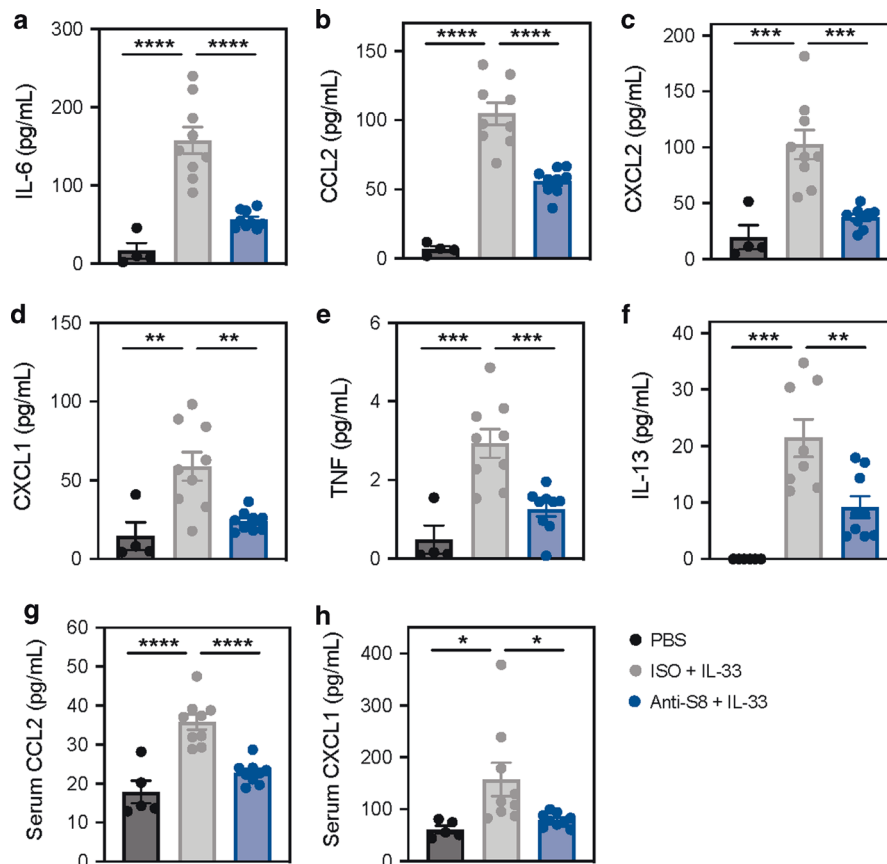 a
IL-6 (pg/mL)
300
200
100
0
**** ****
b
CCL2 (pg/mL)
150
100
50
0
**** ****
c
CXCL2 (pg/mL)
200
150
100
50
0
*** ***
d
CXCL1 (pg/mL)
150
100
50
0
** **
e
TNF (pg/mL)
6
4
2
0
*** ***
f
IL-13 (pg/mL)
40
30
20
10
0
*** **
g
Serum CCL2 (pg/mL)
60
50
40
30
20
10
0
**** ****
h
Serum CXCL1 (pg/mL)
400
300
200
100
0
* *
PBS
ISO + IL-33
Anti-S8 + IL-33